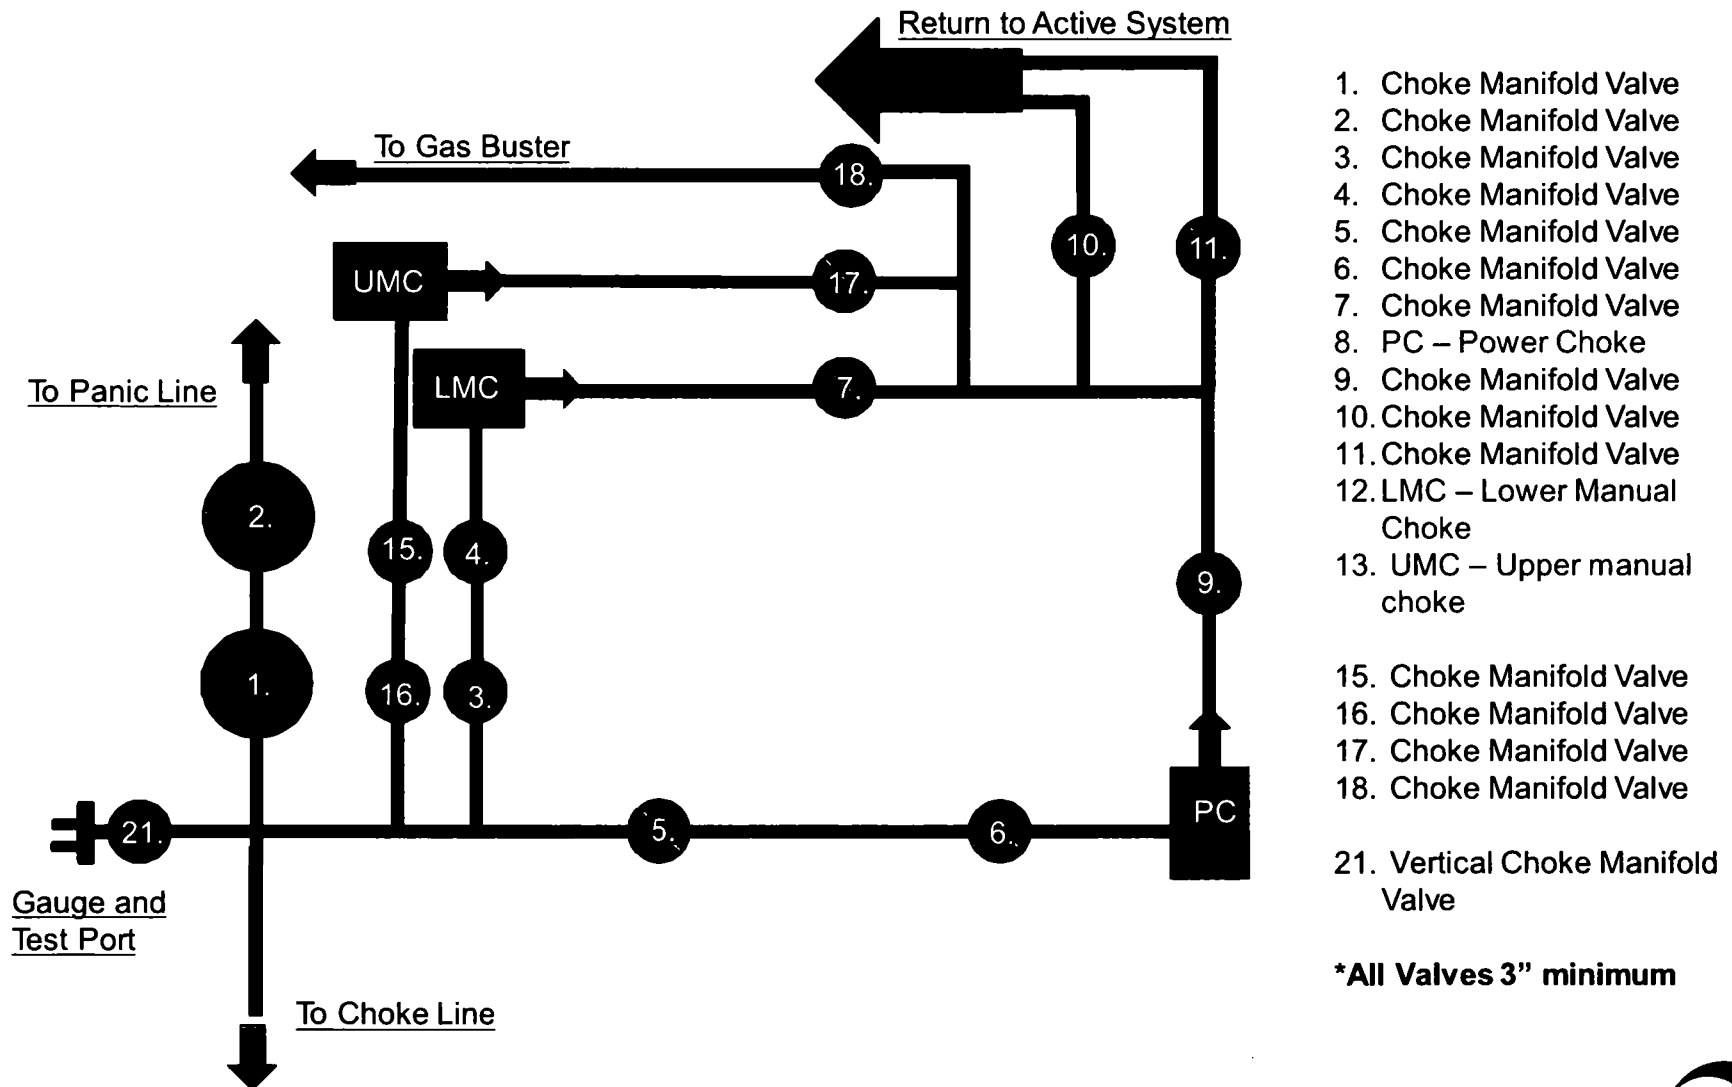 Return to Active System
To Gas Buster
18.
10.
11.
UMC
17.
To Panic Line
LMC
7.
2.
15.
4.
9.
1.
16.
3.
21.
5.
6.
PC
Gauge and
Test Port
To Choke Line
1. Choke Manifold Valve
2. Choke Manifold Valve
3. Choke Manifold Valve
4. Choke Manifold Valve
5. Choke Manifold Valve
6. Choke Manifold Valve
7. Choke Manifold Valve
8. PC – Power Choke
9. Choke Manifold Valve
10. Choke Manifold Valve
11. Choke Manifold Valve
12. LMC – Lower Manual
Choke
13. UMC – Upper manual
choke
15. Choke Manifold Valve
16. Choke Manifold Valve
17. Choke Manifold Valve
18. Choke Manifold Valve
21. Vertical Choke Manifold
Valve
*All Valves 3” minimum